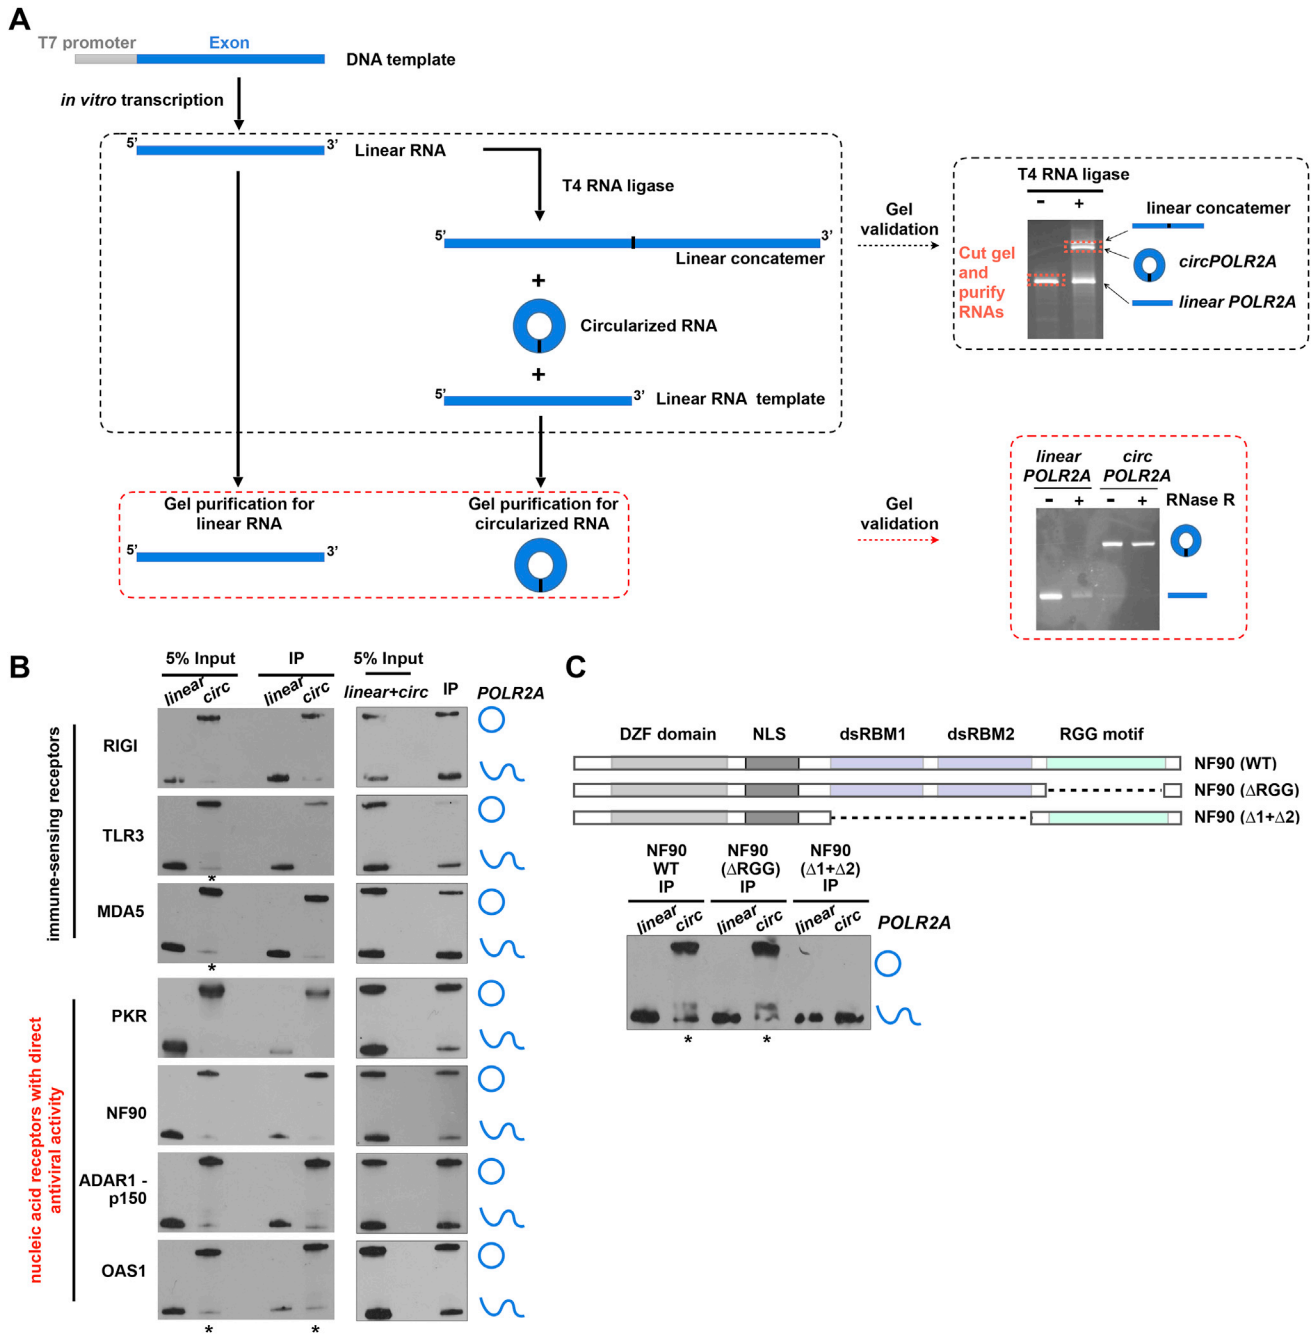 A
T7 promoter
Exon
DNA template
in vitro transcription
5’
3’
Linear RNA
T4 RNA ligase
5’
3’
Linear concatemer
+
Circularized RNA
+
5’
3’
Linear RNA template
Gel purification for
linear RNA
5’
3’
Gel purification for
circularized RNA
Gel
validation
T4 RNA ligase
- +
Cut gel
and
purify
RNAs
linear concatemer
circPOLR2A
linear POLR2A
Gel
validation
linear
POLR2A
circ
POLR2A
- + - +
RNase R
B
5% Input
IP
5% Input
linear
circ
linear
circ
linear+circ
IP
POLR2A
immune-sensing receptors
RIGI
TLR3
*
MDA5
*
nucleic acid receptors with direct
antiviral activity
PKR
NF90
ADAR1 -
p150
OAS1
* *
C
DZF domain
NLS
dsRBM1
dsRBM2
RGG motif
NF90 (WT)
NF90 (ΔRGG)
NF90 (Δ1+Δ2)
NF90
WT
IP
NF90
(ΔRGG)
IP
NF90
(Δ1+Δ2)
IP
linear
circ
linear
circ
linear
circ
POLR2A
* *